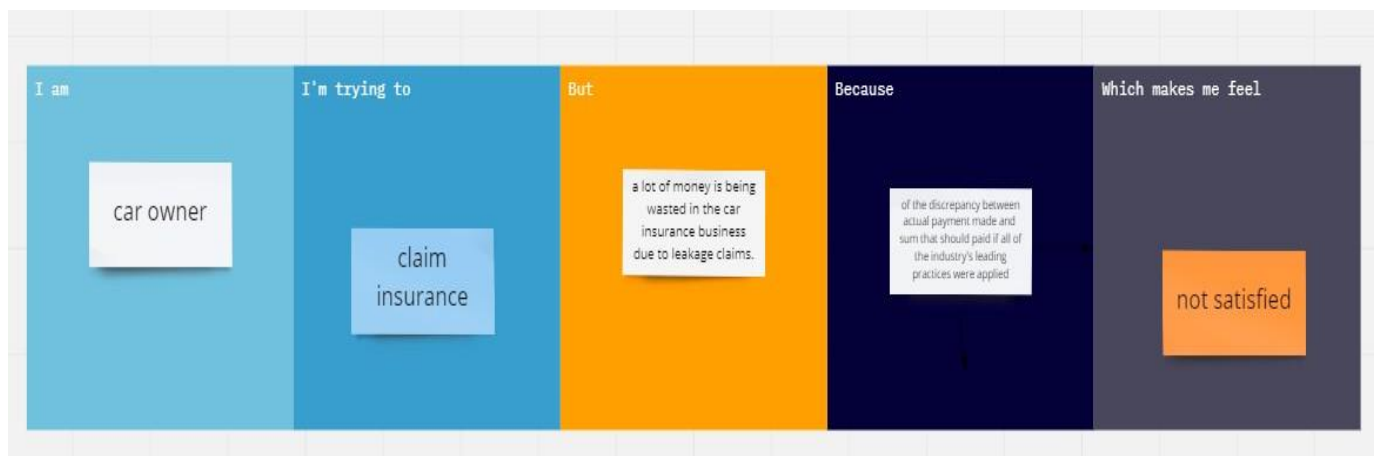 I am
car owner
I'm trying to
claim
insurance
But
a lot of money is being
wasted in the car
insurance business
due to leakage claims.
Because
of the discrepancy between
actual payment made and
sum that should paid if all of
the industry's leading
practices were applied
Which makes me feel
not satisfied